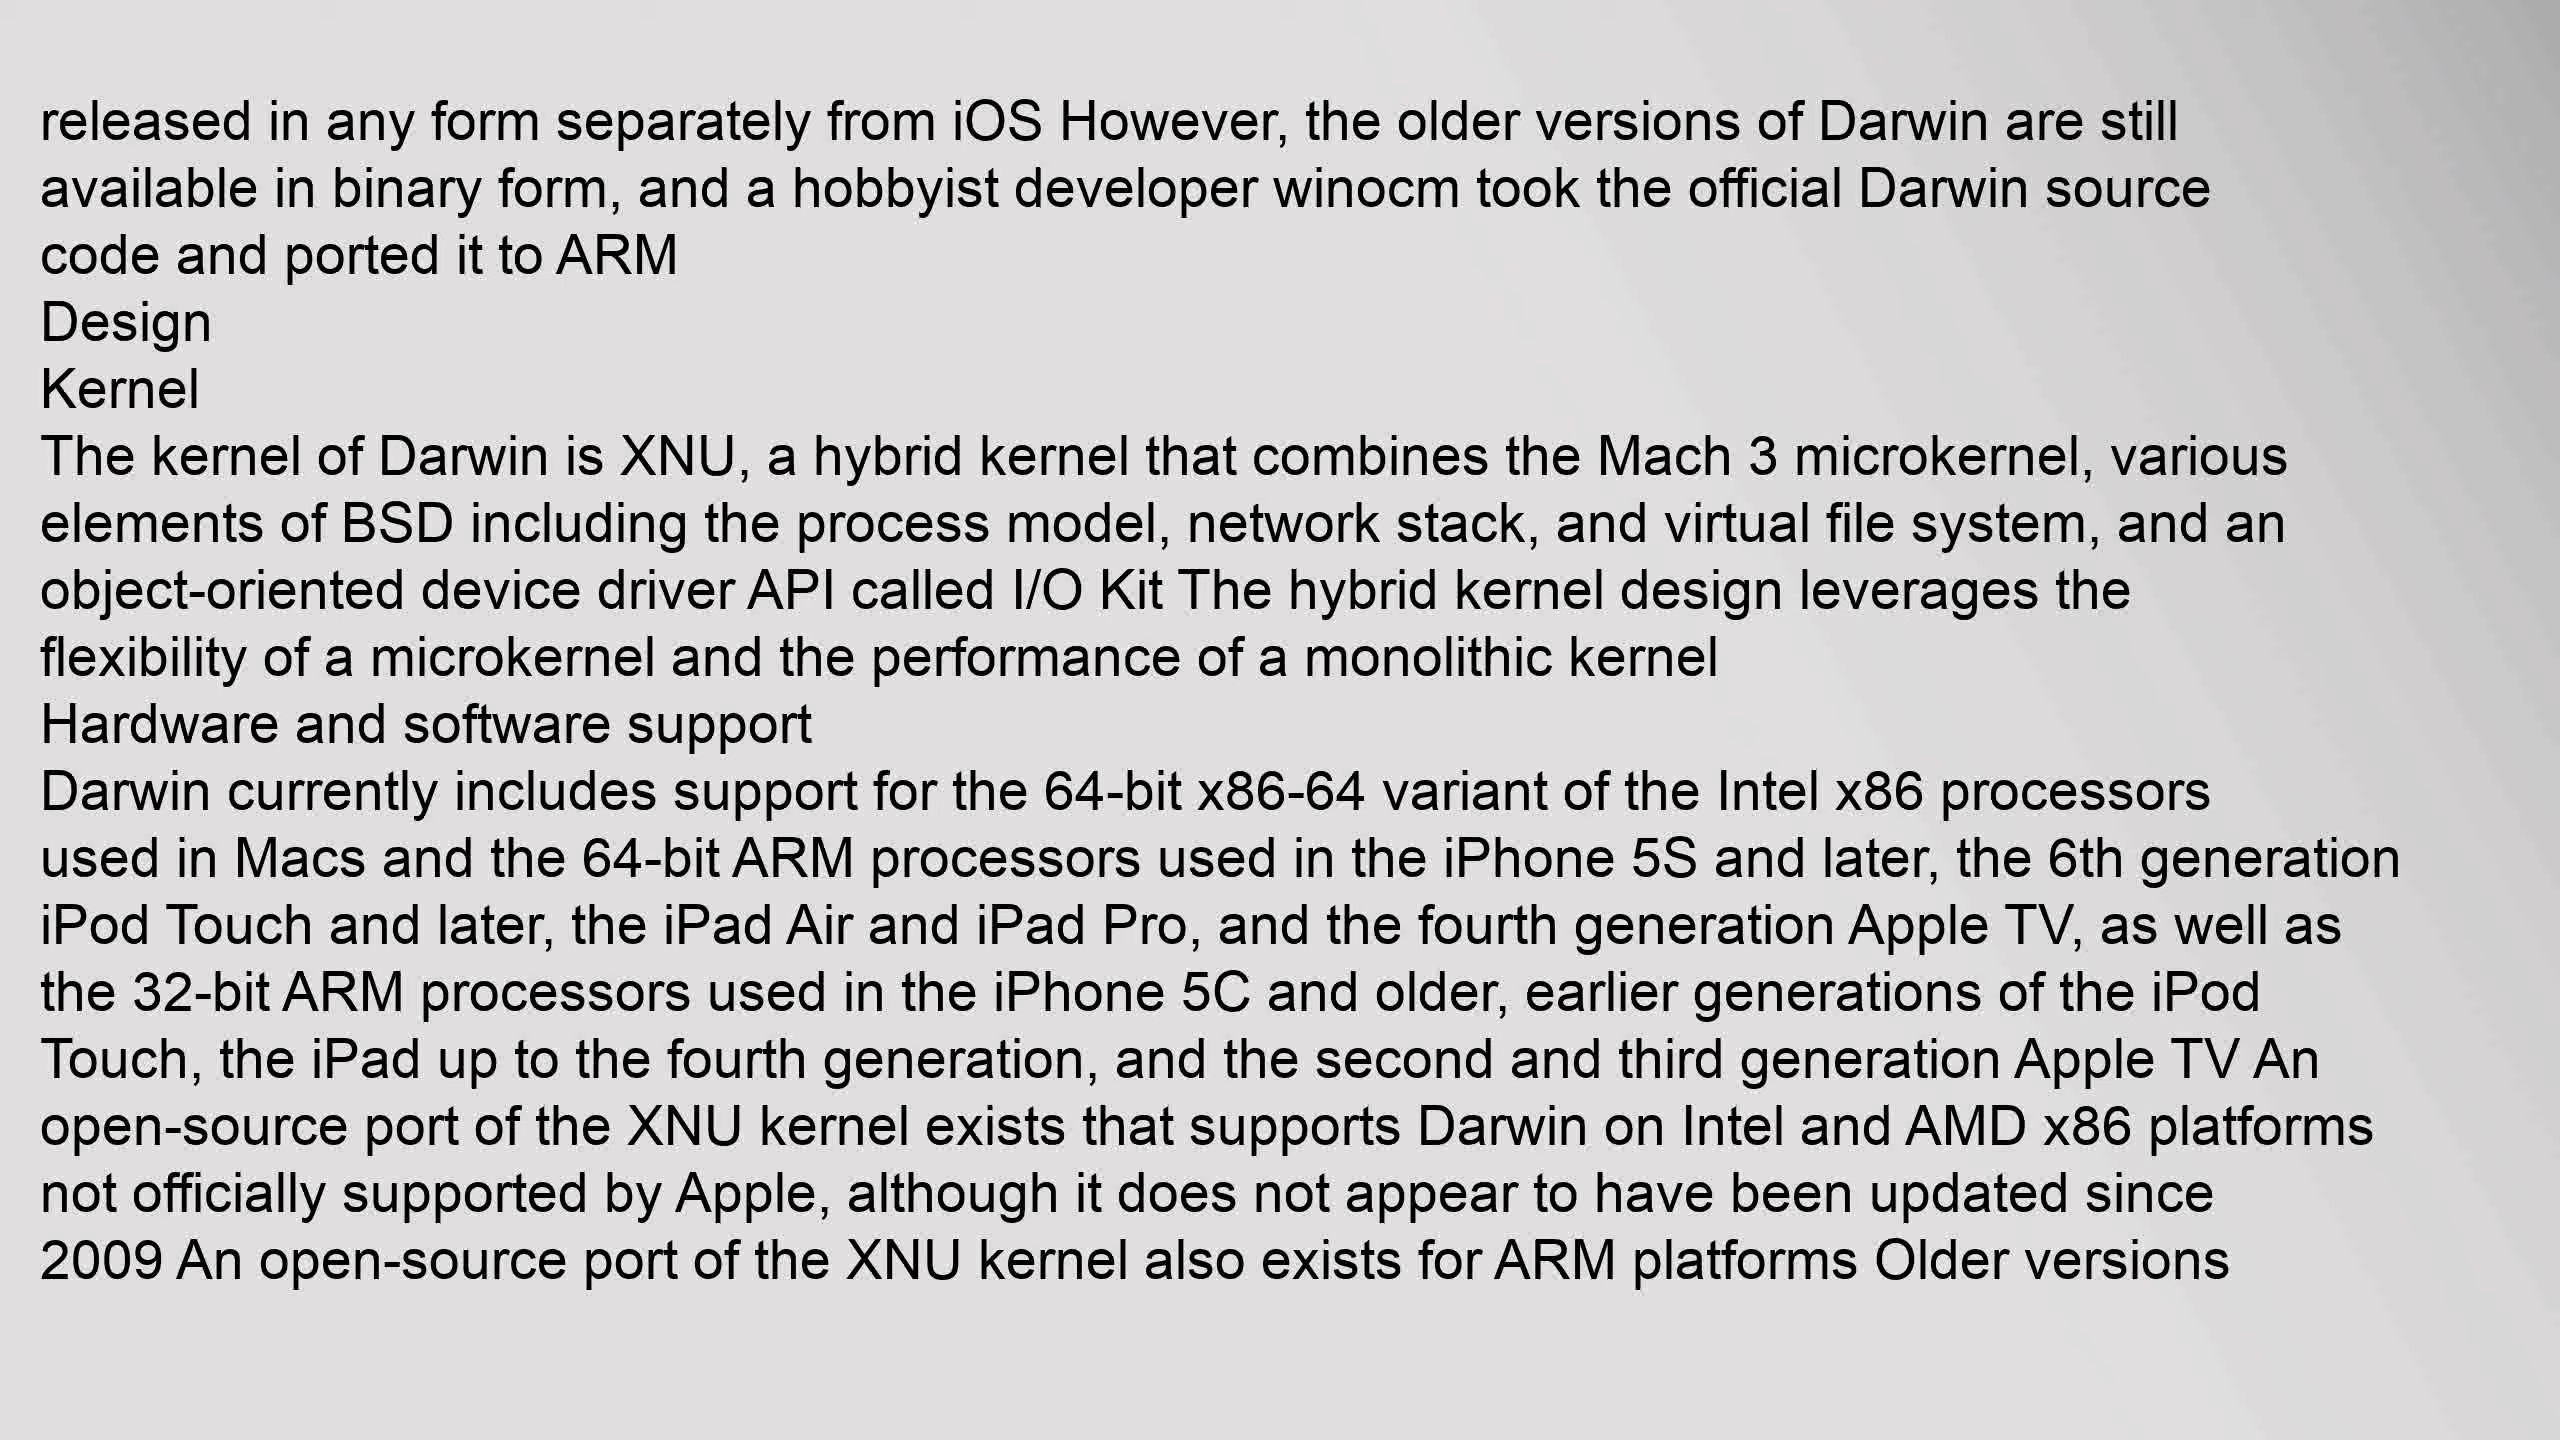 released in any form separately from iOS However, the older versions of Darwin are still
available in binary form, and a hobbyist developer winocm took the official Darwin source
code and ported it to ARM
Design
Kernel
The kernel of Darwin is XNU, a hybrid kernel that combines the Mach 3 microkernel, various
elements of BSD including the process model, network stack, and virtual file system, and an
object-oriented device driver API called I/O Kit The hybrid kernel design leverages the
flexibility of a microkernel and the performance of a monolithic kernel
Hardware and software support
Darwin currently includes support for the 64-bit x86-64 variant of the Intel x86 processors
used in Macs and the 64-bit ARM processors used in the iPhone 5S and later, the 6th generation
iPod Touch and later, the iPad Air and iPad Pro, and the fourth generation Apple TV, as well as
the 32-bit ARM processors used in the iPhone 5C and older, earlier generations of the iPod
Touch, the iPad up to the fourth generation, and the second and third generation Apple TV An
open-source port of the XNU kernel exists that supports Darwin on Intel and AMD x86 platforms
not officially supported by Apple, although it does not appear to have been updated since
2009 An open-source port of the XNU kernel also exists for ARM platforms Older versions